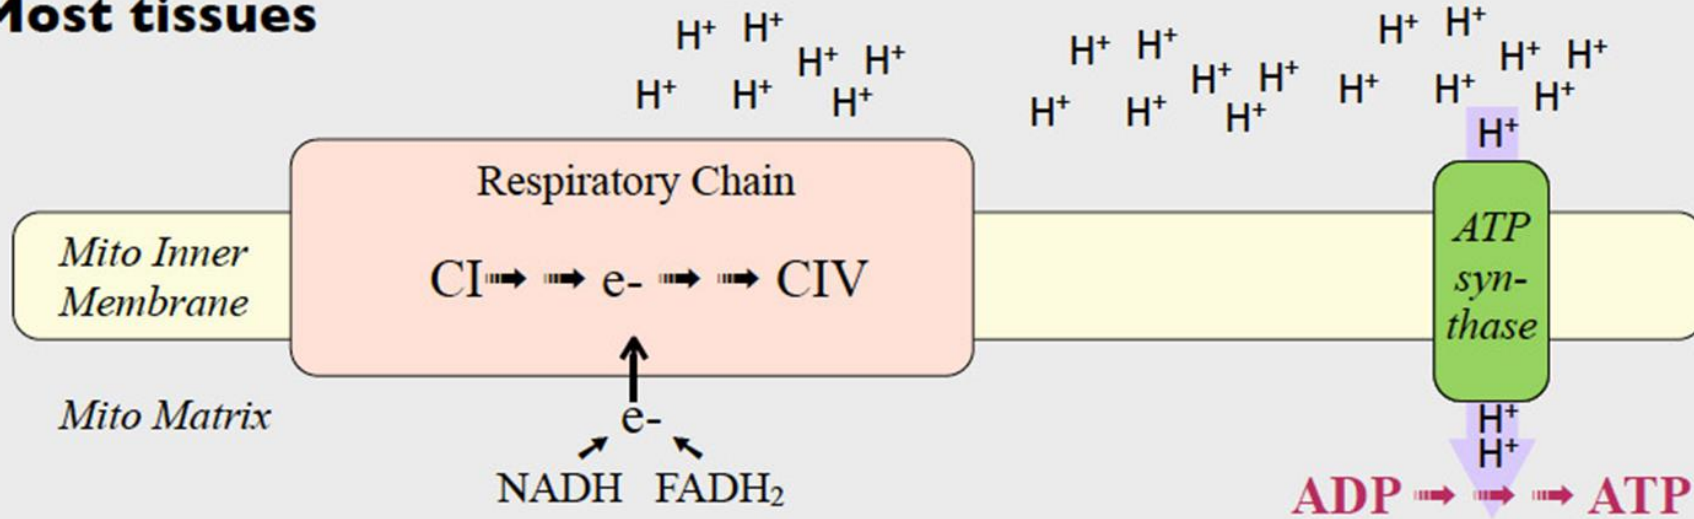 Most tissues
H⁺ H⁺ H⁺ H⁺ H⁺ H⁺ H⁺
H⁺ H⁺ H⁺ H⁺ H⁺ H⁺ H⁺
H⁺ H⁺ H⁺ H⁺ H⁺ H⁺ H⁺
H⁺
Respiratory Chain
Mito Inner
Membrane
CI e- CIV
ATP
syn-
thase
Mito Matrix
e-
NADH FADH₂
H⁺
H⁺
ADP ATP